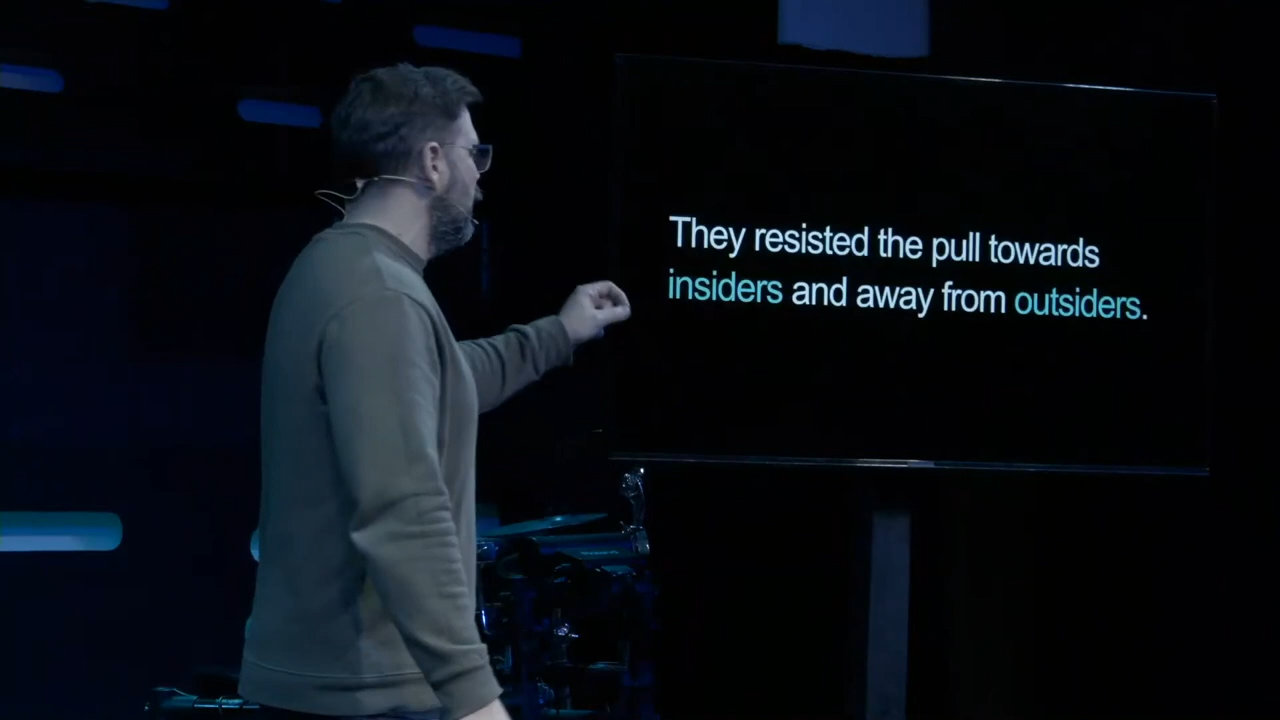 They resisted the pull towards
insiders and away from outsiders.